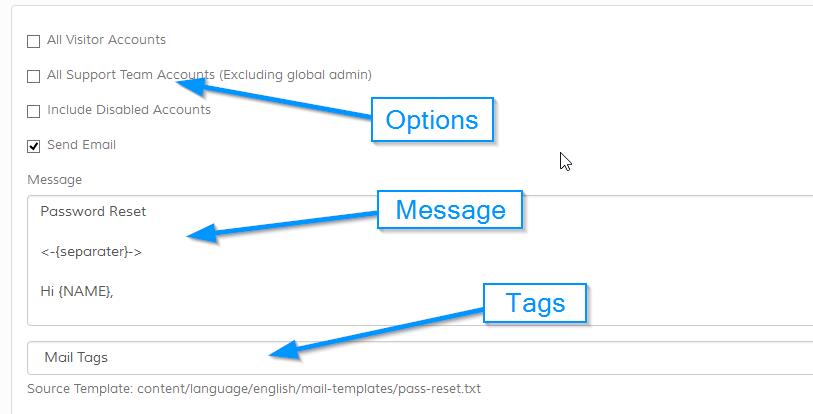 All Visitor Accounts
All Support Team Accounts (Excluding global admin)
Include Disabled Accounts
Options
Send Email
Message
Password Reset
Message
<-{separater}->
Hi {NAME},
Tags
Mail Tags
Source Template: content/language/english/mail-templates/pass-reset.txt